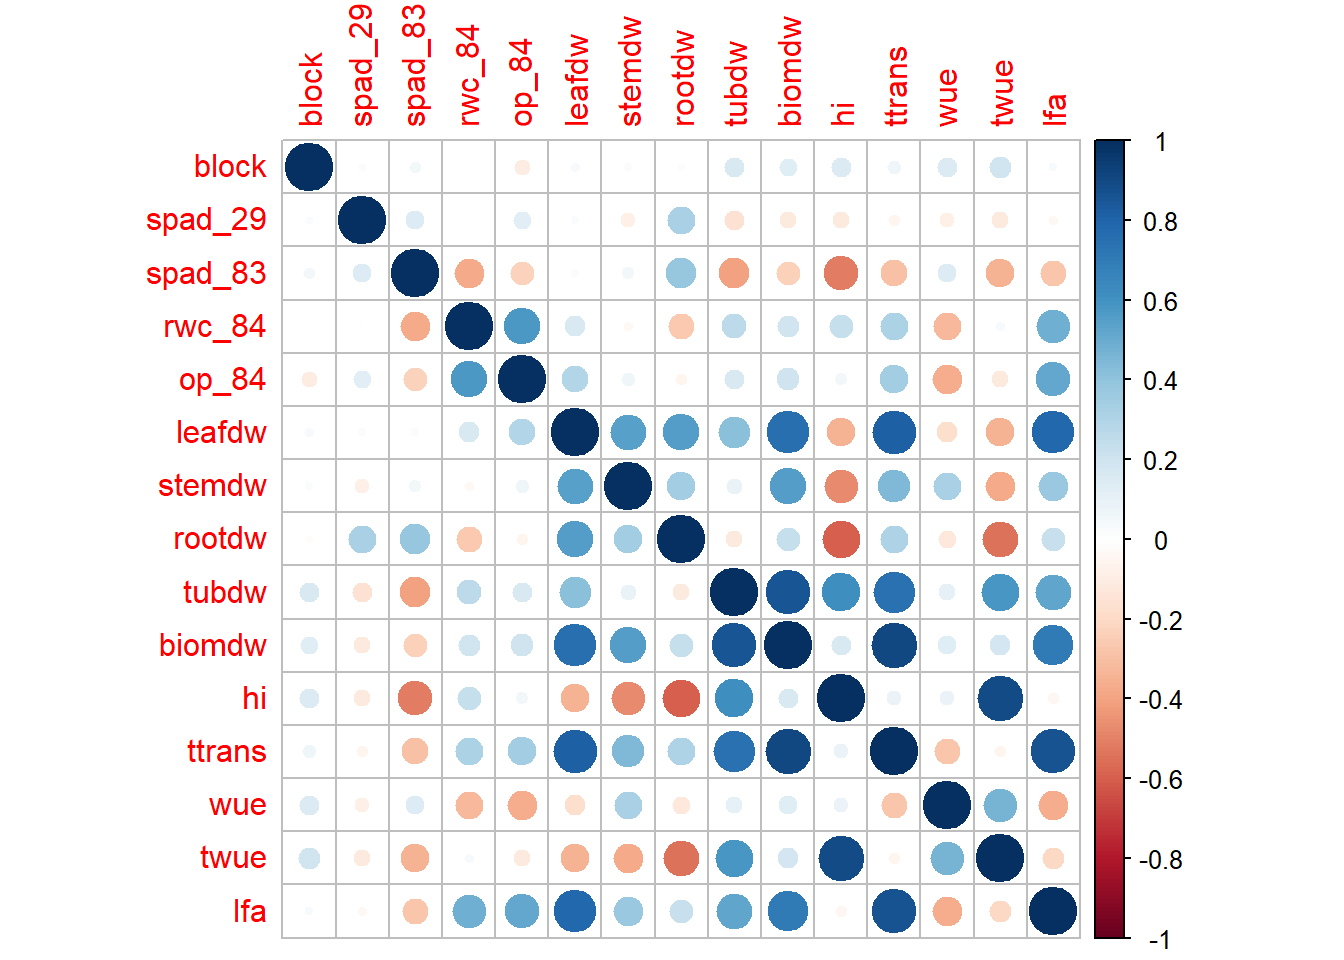 block
spad_29
spad_83
rwc_84
op_84
leafdw
stemdw
rootdw
tubdw
biomdw
hi
ttrans
wue
twue
lfa
block
spad_29
spad_83
rwc_84
op_84
leafdw
stemdw
rootdw
tubdw
biomdw
hi
ttrans
wue
twue
lfa
1
0.8
0.6
0.4
0.2
0
-0.2
-0.4
-0.6
-0.8
-1